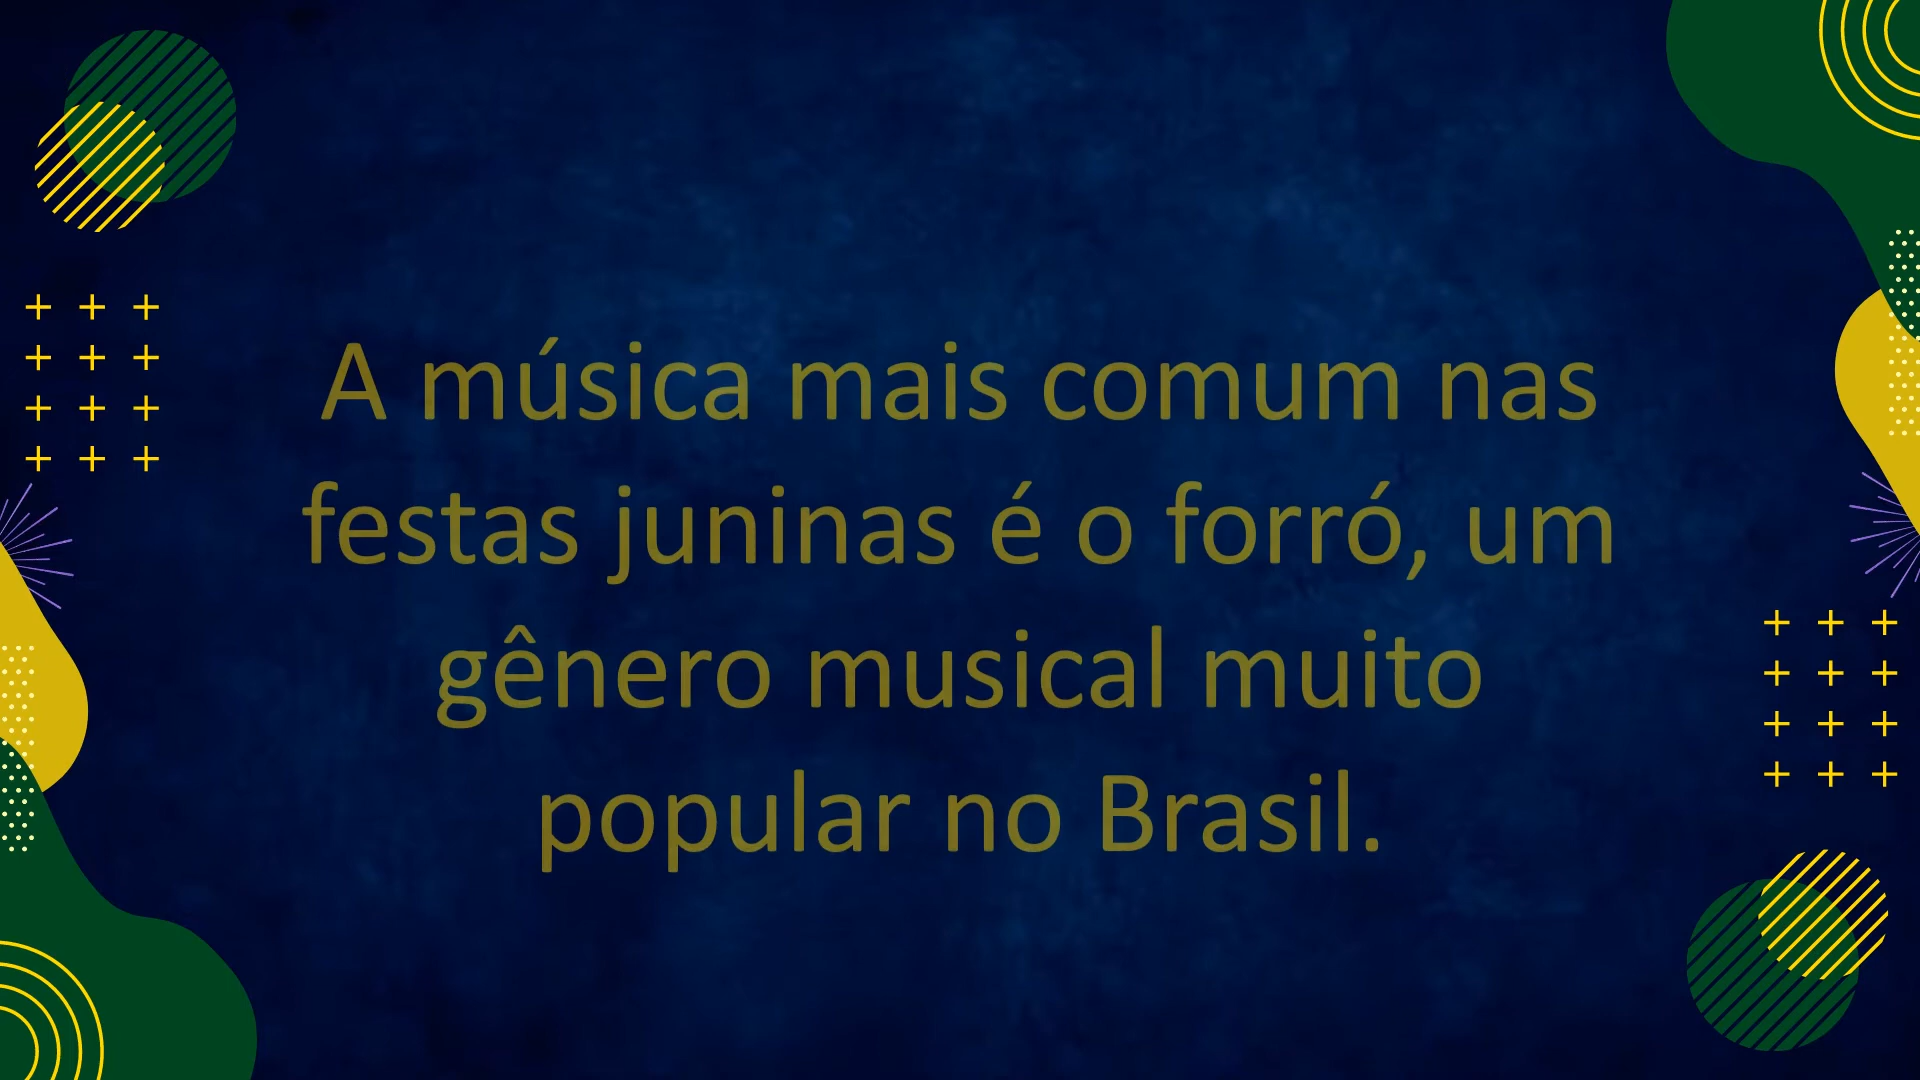 A música mais comum nas
festas juninas é o forró, um
gênero musical muito
popular no Brasil.